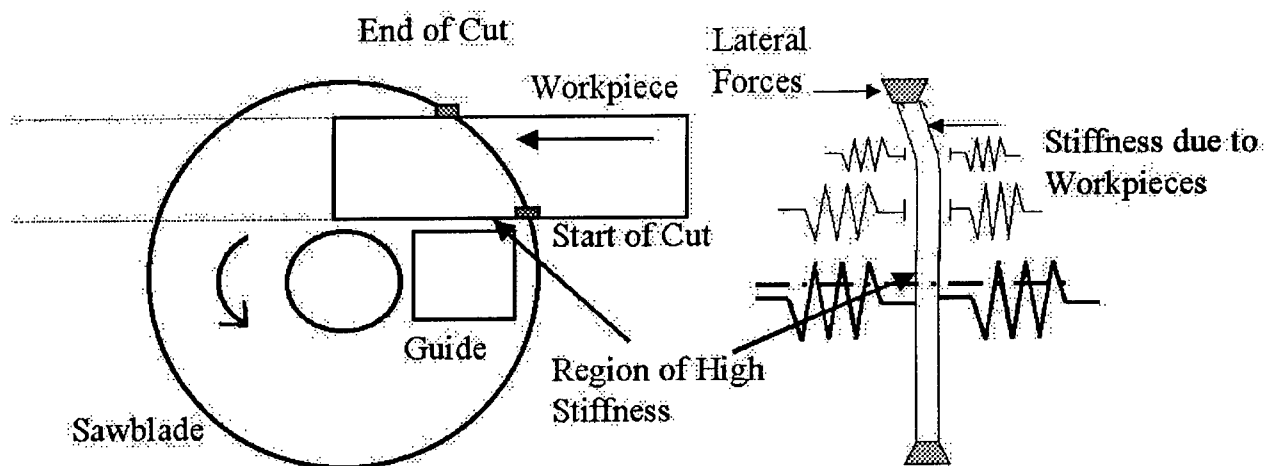 End of Cut
Workpiece
Start of Cut
Guide
Sawblade
Region of High
Stiffness
Lateral
Forces
Stiffness due to
Workpieces